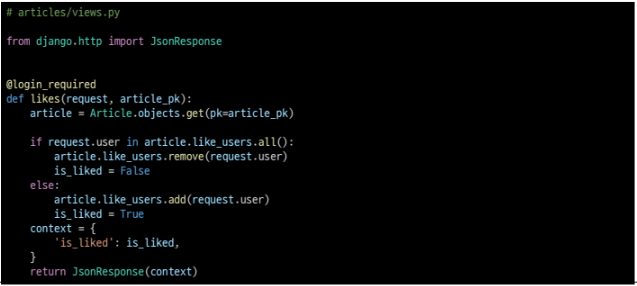 # articles/views.py
from django.http import JsonResponse
@login_required
def likes(request, article_pk):
    article = Article.objects.get(pk=article_pk)
    if request.user in article.like_users.all():
        article.like_users.remove(request.user)
        is_liked = False
    else:
        article.like_users.add(request.user)
        is_liked = True
    context = {
        'is_liked': is_liked,
    }
    return JsonResponse(context)